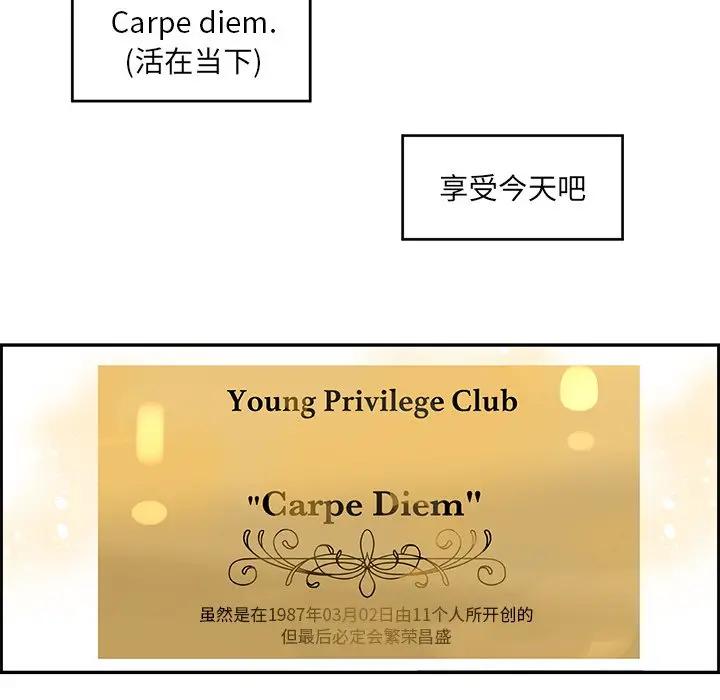 Carpe diem.
(活在当下)
享受今天吧
Young Privilege Club
"Carpe Diem"
虽然是在1987年03月02日由11个人所开创的
但最后必定会繁荣昌盛